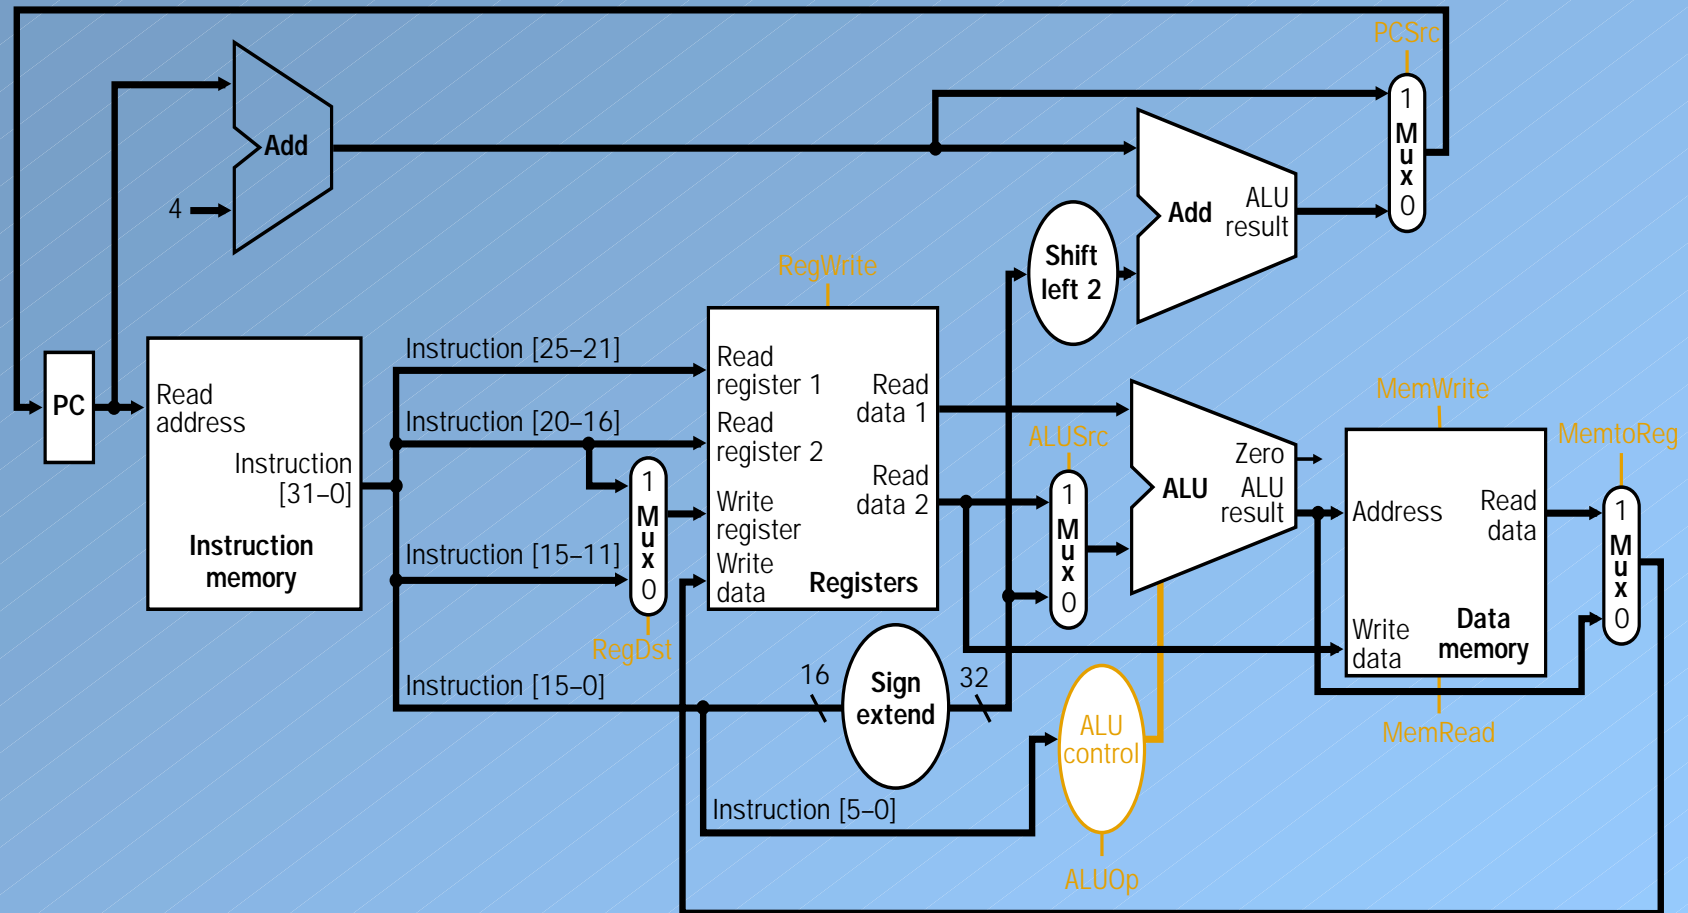 PCSrc
1
M
u
x
0
Add
4
Add
ALU
result
Shift
left 2
RegWrite
PC
Read
address
Instruction
[31–0]
Instruction
memory
Instruction [25–21]
Instruction [20–16]
Instruction [15–11]
Instruction [15–0]
Instruction [5–0]
1
M
u
x
0
RegDst
Read
register 1
Read
register 2
Write
register
Write
data
Read
data 1
Read
data 2
Registers
16
Sign
extend
32
ALUSrc
1
M
u
x
0
Zero
ALU
ALU
result
ALU
control
ALUOp
MemWrite
Address
Read
data
Write
data
Data
memory
MemRead
MemtoReg
1
M
u
x
0